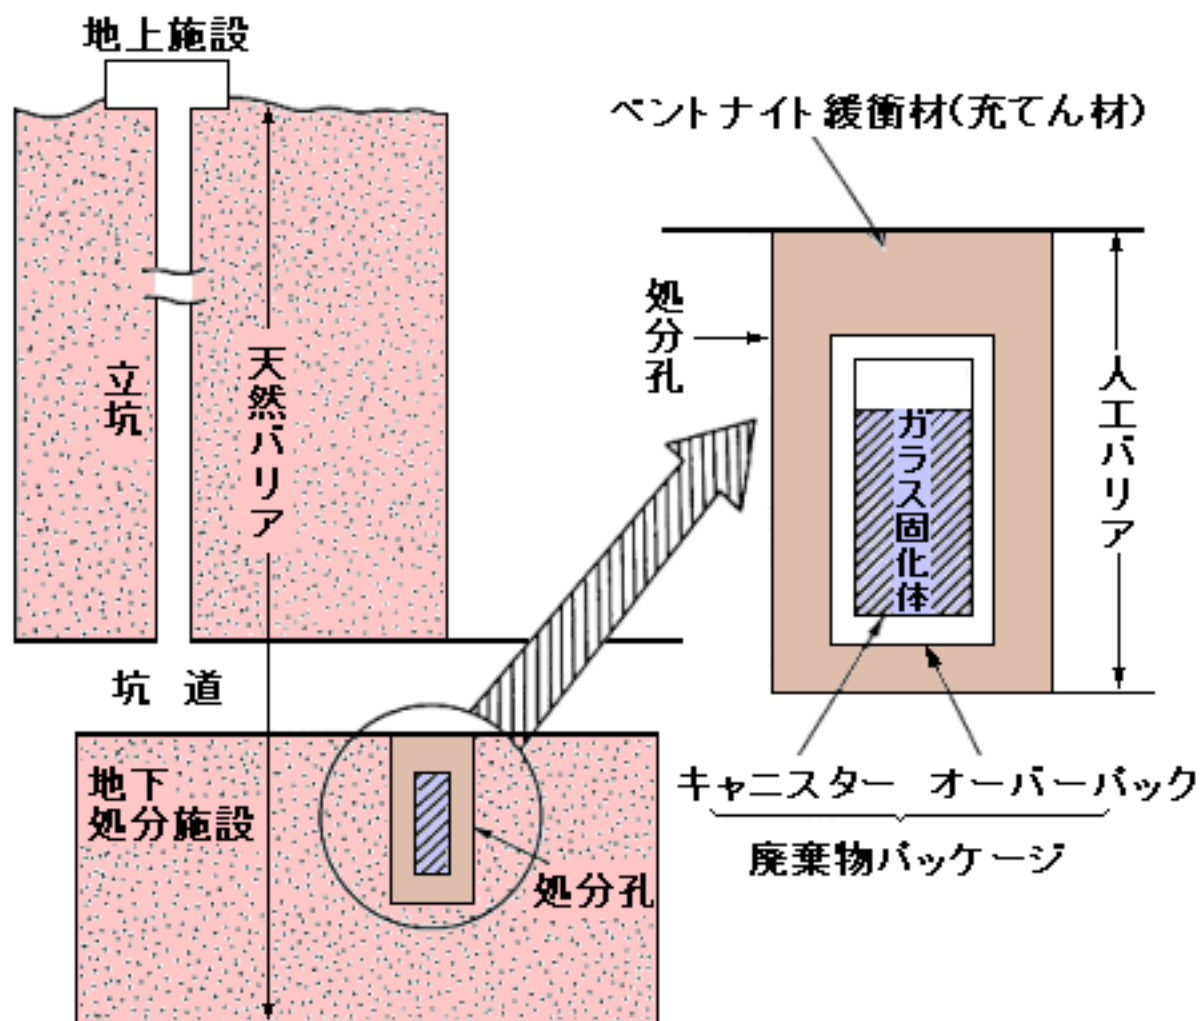 地上施設
立坑
天然バリア
坑道
地下
処分施設
処分孔
ベントナイト緩衝材(充てん材)
処分孔
ガラス固化体
人工バリア
キャニスター オーバーパック
廃棄物パッケージ